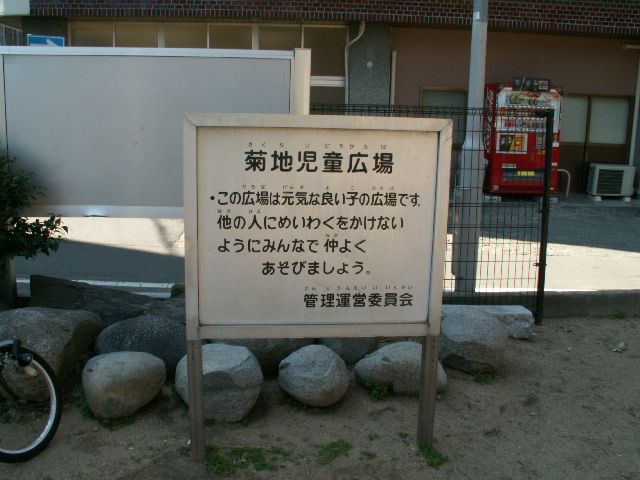 菊地児童広場
・この広場は元気な良い子の広場です。
他の人にめいわくをかけない
ようにみんなで仲よく
あそびましょう。
管理運営委員会